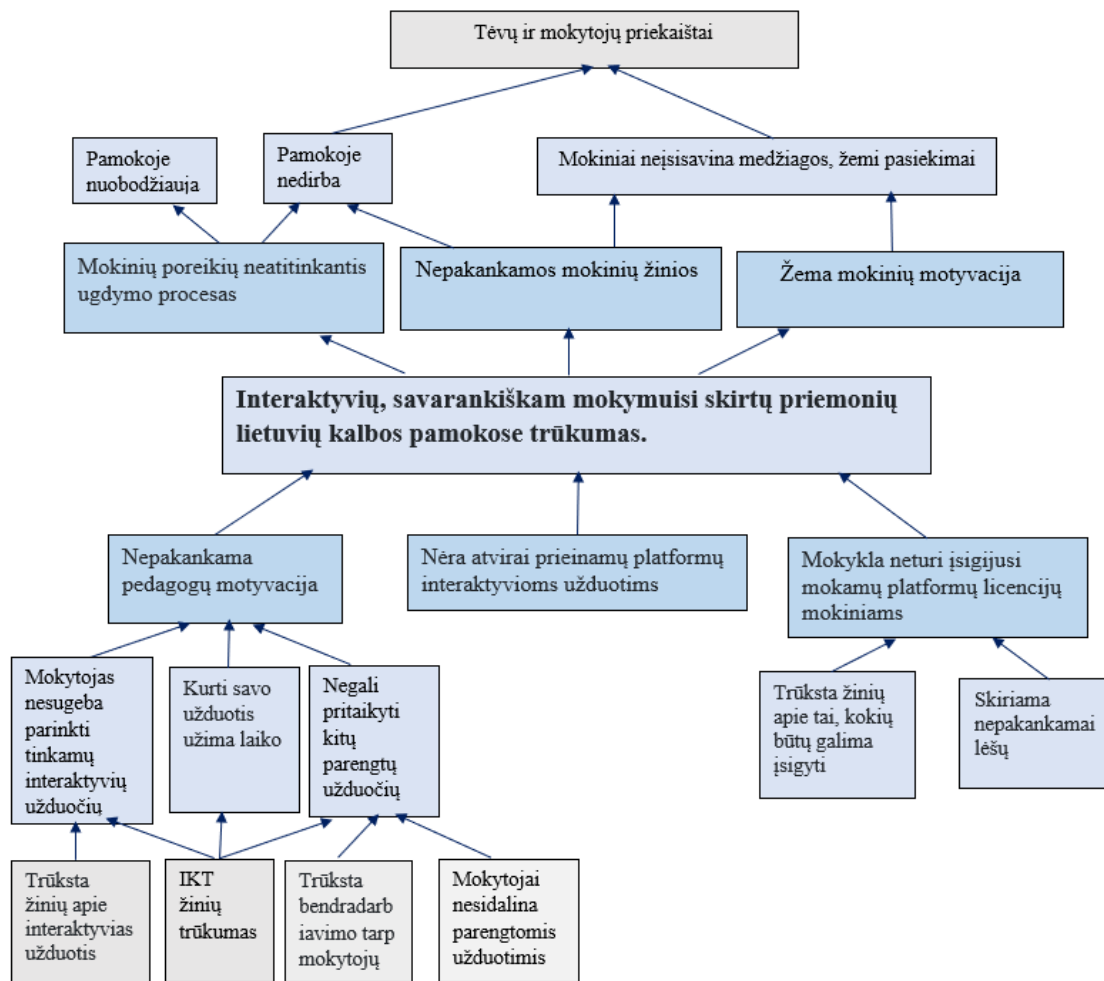 Tėvų ir mokytojų priekaištai
Pamokoje
nuobodžiauja
Pamokoje
nedirba
Mokiniai neįsisavina medžiagos, žemi pasiekimai
Mokinių poreikių neatitinkantis
ugdymo procesas
Nepakankamos mokinių žinios
Žema mokinių motyvacija
Interaktyvių, savarankiškam mokymuisi skirtų priemonių
lietuvių kalbos pamokose trūkumas.
Nepakankama
pedagogų motyvacija
Nėra atvirai prieinamų platformų
interaktyvioms užduotims
Mokykla neturi įsigijusi
mokamų platformų licencijų
mokiniams
Mokytojas
nesugeba
parinkti
tinkamų
interaktyvių
užduočių
Kurti savo
užduotis
užima laiko
Negali
pritaikyti
kitų
parengtų
užduočių
Trūksta žinių
apie tai, kokių
būtų galima
įsigyti
Skiriama
nepakankamai
lėšų
Trūksta
žinių apie
interaktyvias
užduotis
IKT
žinių
trūkumas
Trūksta
bendradarb
iavimo tarp
mokytojų
Mokytojai
nesidalina
parengtomis
užduotimis